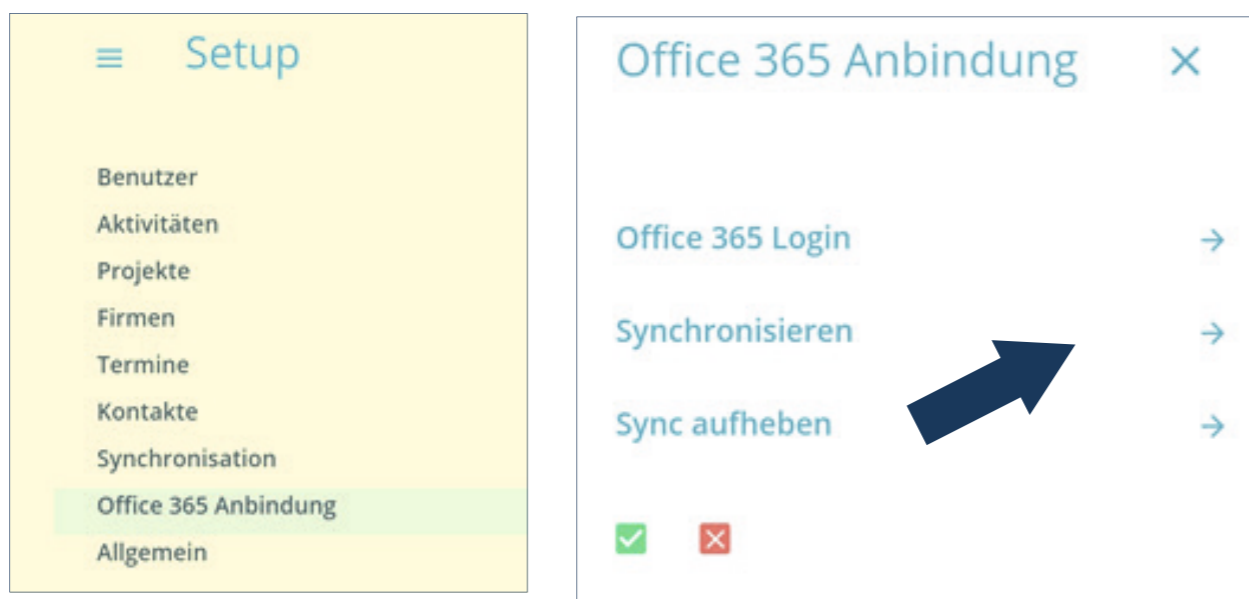 Setup
Benutzer
Aktivitäten
Projekte
Firmen
Termine
Kontakte
Synchronisation
Office 365 Anbindung
Allgemein
Office 365 Anbindung
Office 365 Login
Synchronisieren
Sync aufheben